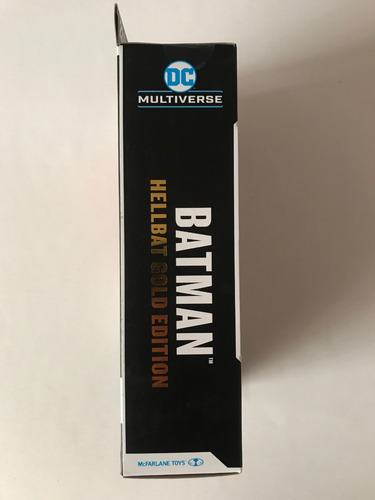 DC
MULTIVERSE
BATMAN™
HELLBAT GOLD EDITION
McFARLANE TOYS